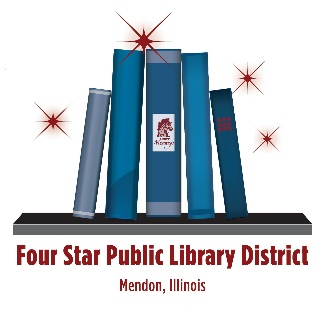 Four Star Public Library District
Mendon, Illinois